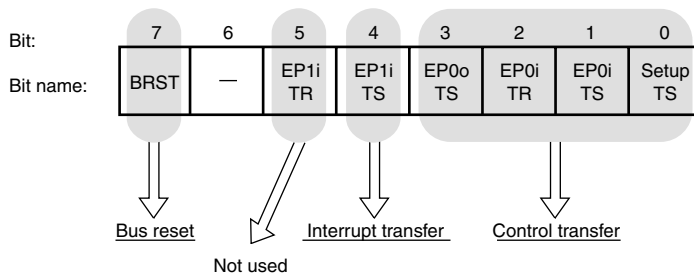 Bit: 7 6 5 4 3 2 1 0
Bit name: BRST — EP1i TR EP1i TS EP0o TS EP0i TR EP0i TS Setup TS
Bus reset Interrupt transfer Control transfer
Not used